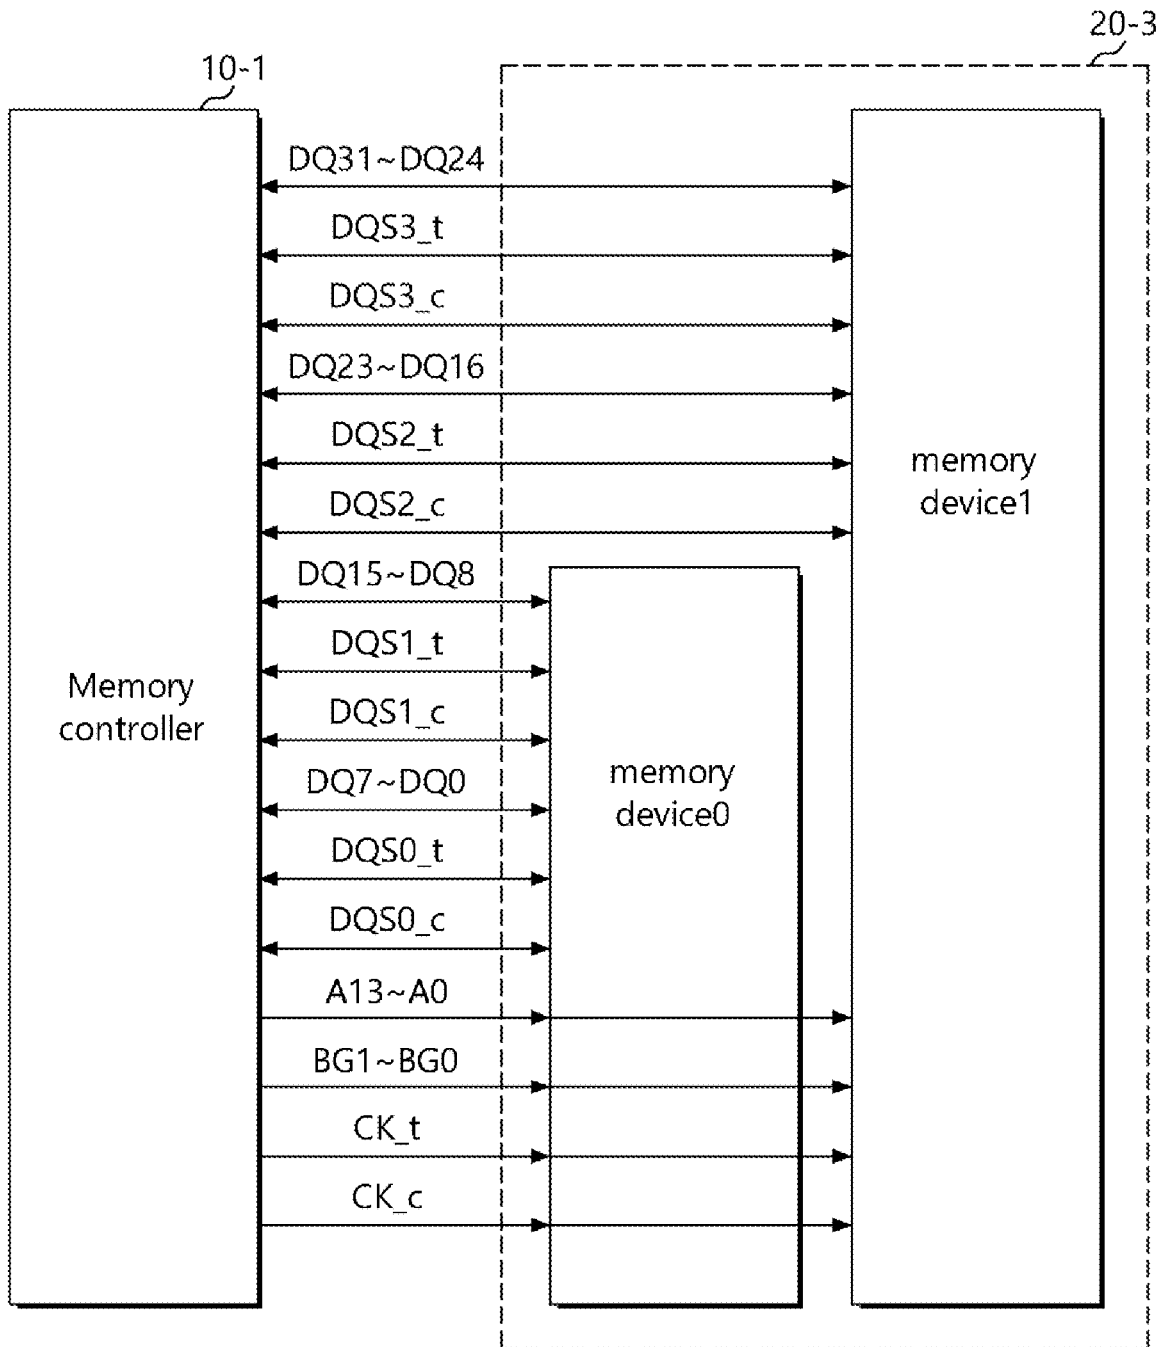 20-3
10-1
DQ31~DQ24
DQS3_t
DQS3_c
DQ23~DQ16
DQS2_t
DQS2_c
memory
device1
DQ15~DQ8
DQS1_t
DQS1_c
Memory
controller
DQ7~DQ0
memory
device0
DQS0_t
DQS0_c
A13~A0
BG1~BG0
CK_t
CK_c